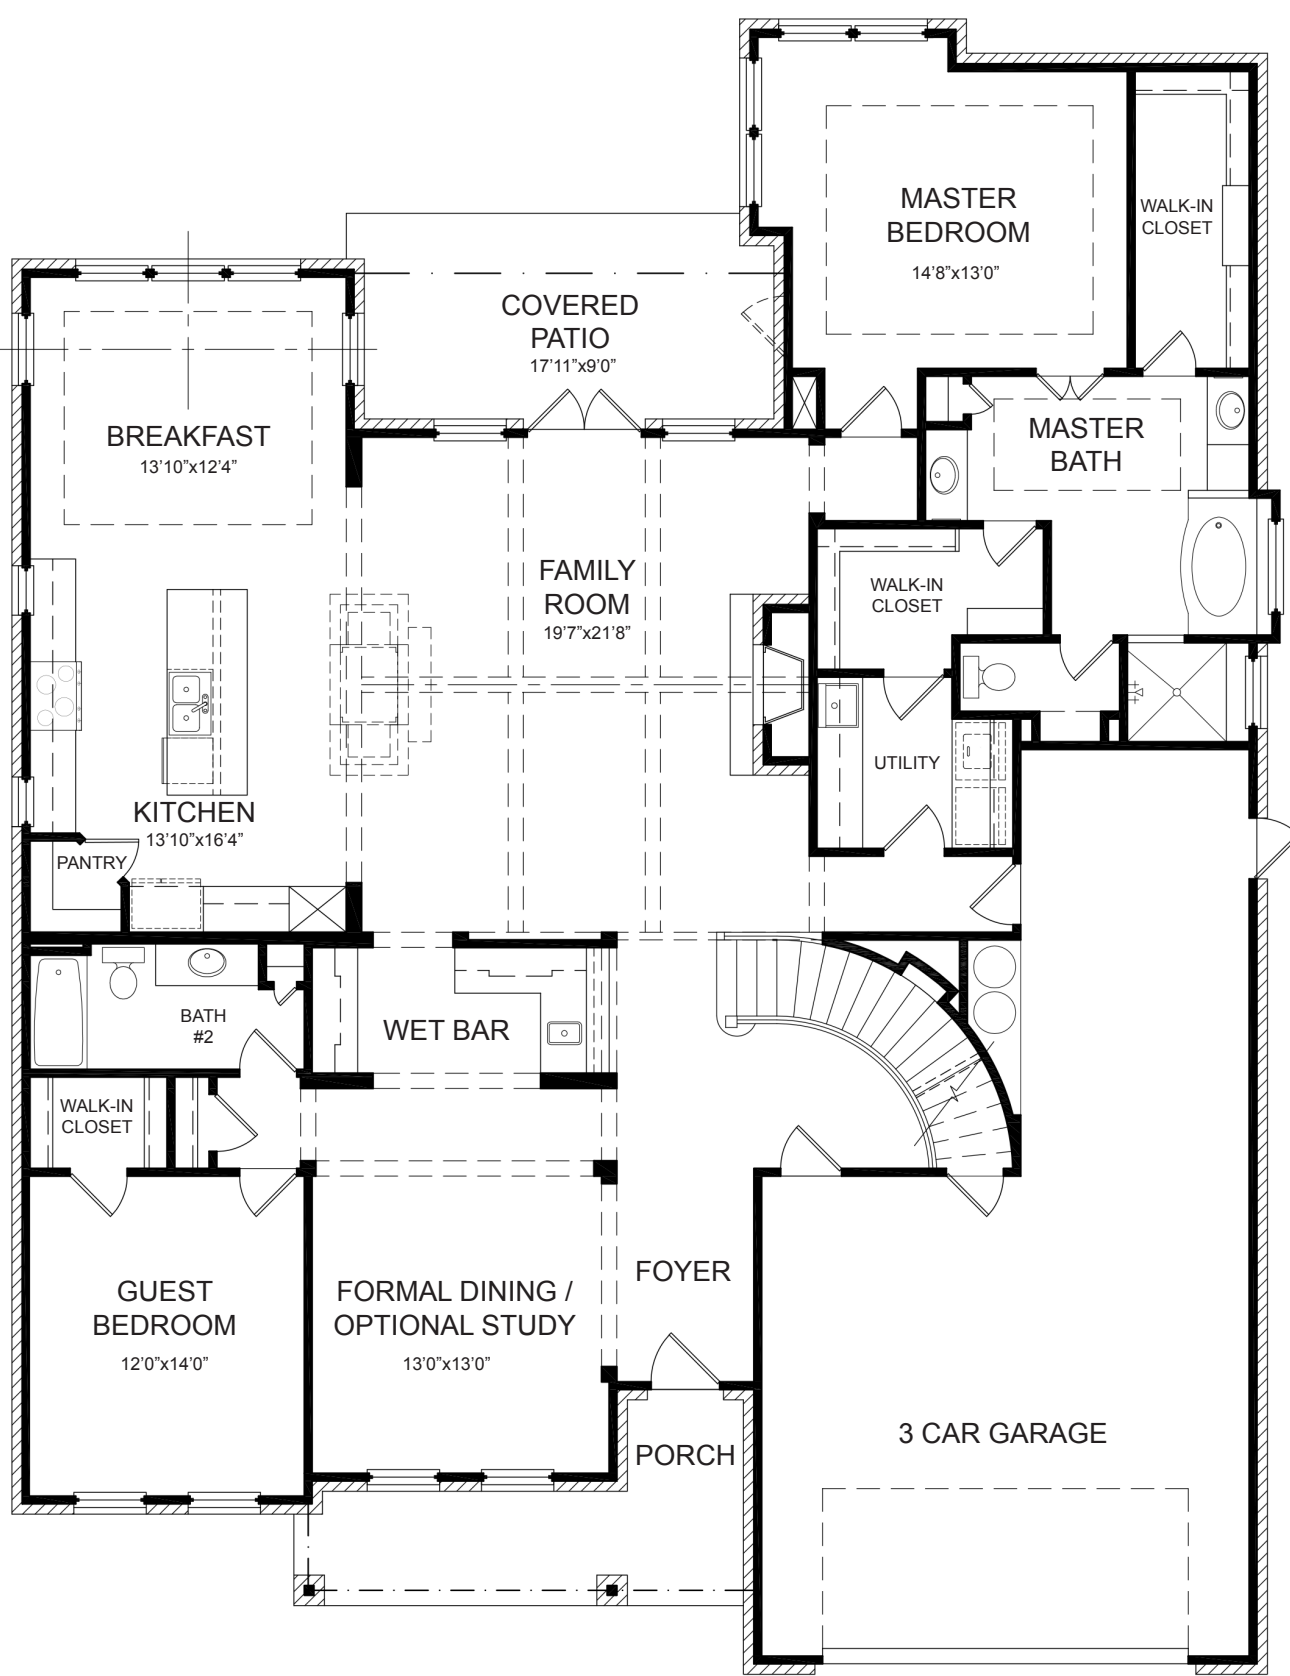 MASTER
BEDROOM
14'8”x13'0”
WALK-IN
CLOSET
COVERED
PATIO
17'11”x9'0”
BREAKFAST
13'10”x12'4”
MASTER
BATH
FAMILY
ROOM
19'7”x21'8”
WALK-IN
CLOSET
UTILITY
KITCHEN
13'10”x16'4”
PANTRY
BATH
#2
WET BAR
WALK-IN
CLOSET
GUEST
BEDROOM
12'0”x14'0”
FORMAL DINING /
OPTIONAL STUDY
13'0”x13'0”
FOYER
PORCH
3 CAR GARAGE